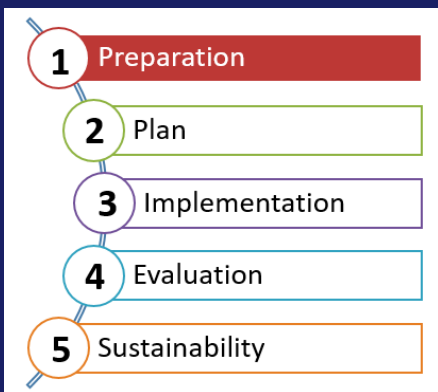 1 Preparation
2 Plan
3 Implementation
4 Evaluation
5 Sustainability